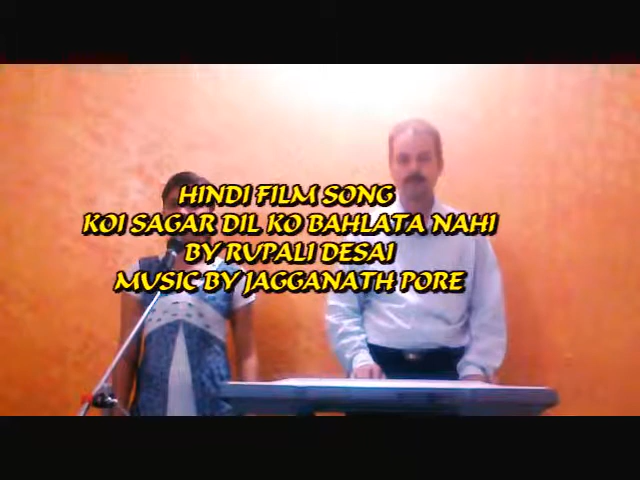 HINDI FILM SONG
KOI SAGAR DIL KO BAHLATA NAHI
BY RUPALI DESAI
MUSIC BY JAGGANATH PORE